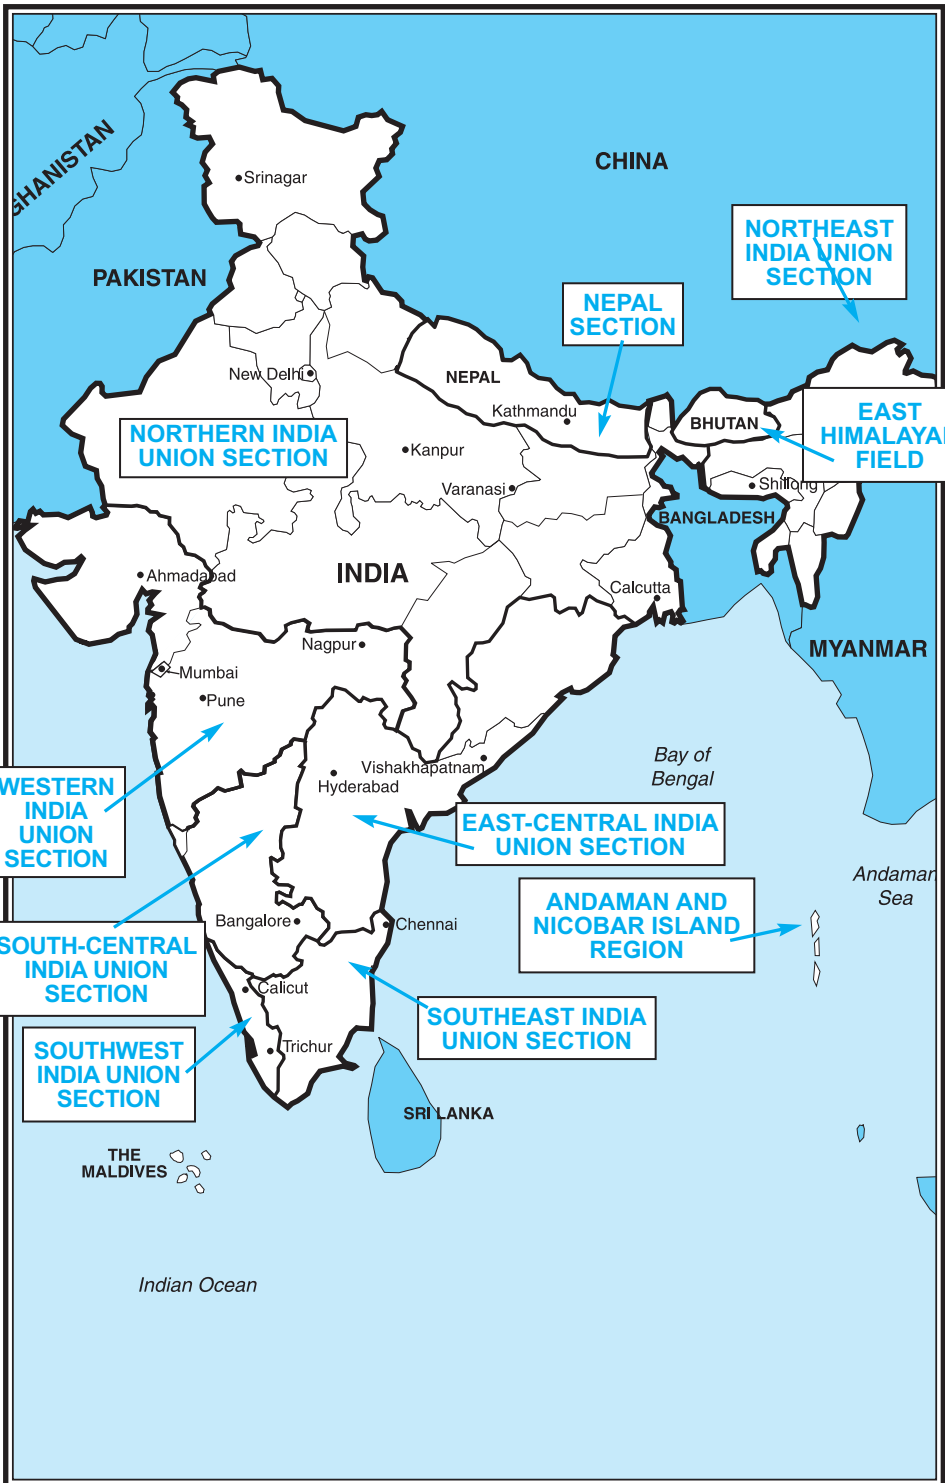 CHINA
GHANISTAN
Srinagar
NORTHEAST
INDIA UNION
SECTION
PAKISTAN
NEPAL
SECTION
New Delhi
NEPAL
Kathmandu
BHUTAN
EAST
HIMALAYAN
FIELD
NORTHERN INDIA
UNION SECTION
Kanpur
Varanasi
Shillong
BANGLADESH
INDIA
Ahmadabad
Calcutta
Nagpur
MYANMAR
Mumbai
Pune
Bay of
Bengal
Vishakhapatnam
Hyderabad
WESTERN
INDIA
UNION
SECTION
EAST-CENTRAL INDIA
UNION SECTION
Andaman
Sea
ANDAMAN AND
NICOBAR ISLAND
REGION
Bangalore
Chennai
SOUTH-CENTRAL
INDIA UNION
SECTION
Calicut
SOUTHEAST INDIA
UNION SECTION
SOUTHWEST
INDIA UNION
SECTION
Trichur
SRI LANKA
THE
MALDIVES
Indian Ocean